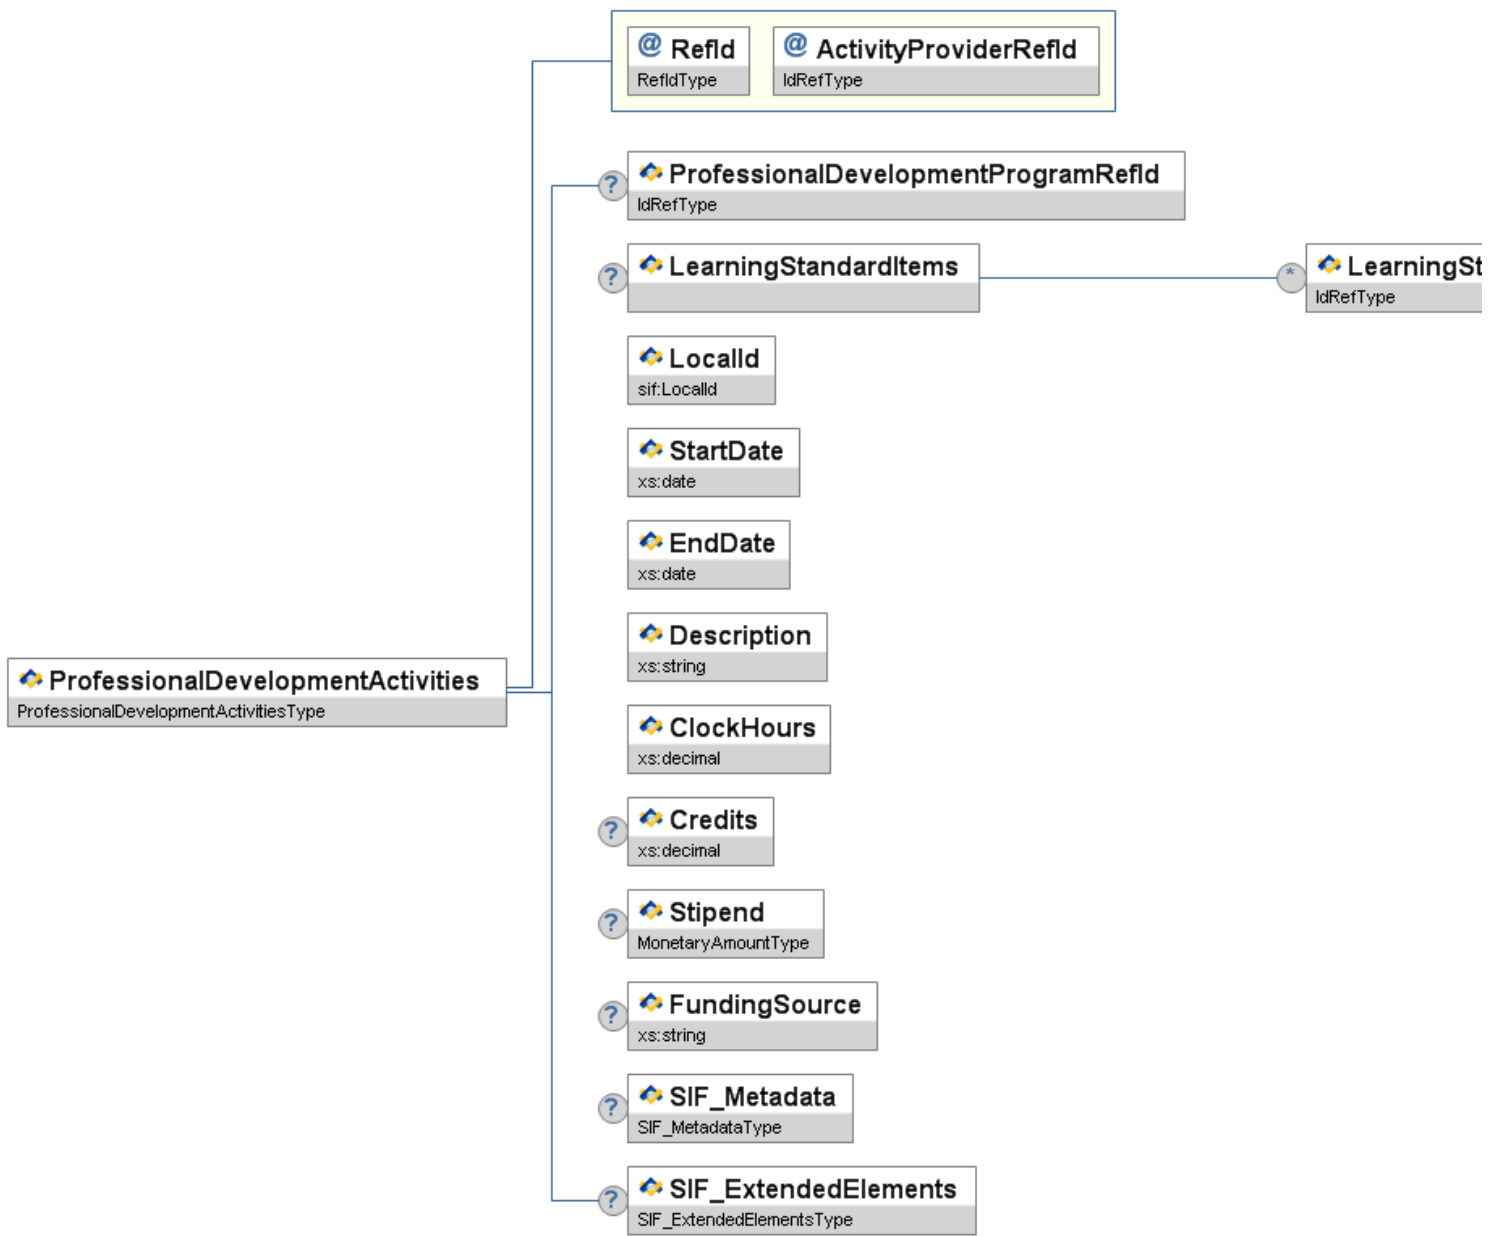 @ RefId
RefIdType
@ ActivityProviderRefId
IdRefType
? ProfessionalDevelopmentProgramRefId
IdRefType
? LearningStandardItems
* LearningSt
IdRefType
LocalId
sif:LocalId
StartDate
xs:date
EndDate
xs:date
Description
xs:string
ProfessionalDevelopmentActivities
ProfessionalDevelopmentActivitiesType
ClockHours
xs:decimal
? Credits
xs:decimal
? Stipend
MonetaryAmountType
? FundingSource
xs:string
? SIF_Metadata
SIF_MetadataType
? SIF_ExtendedElements
SIF_ExtendedElementsType